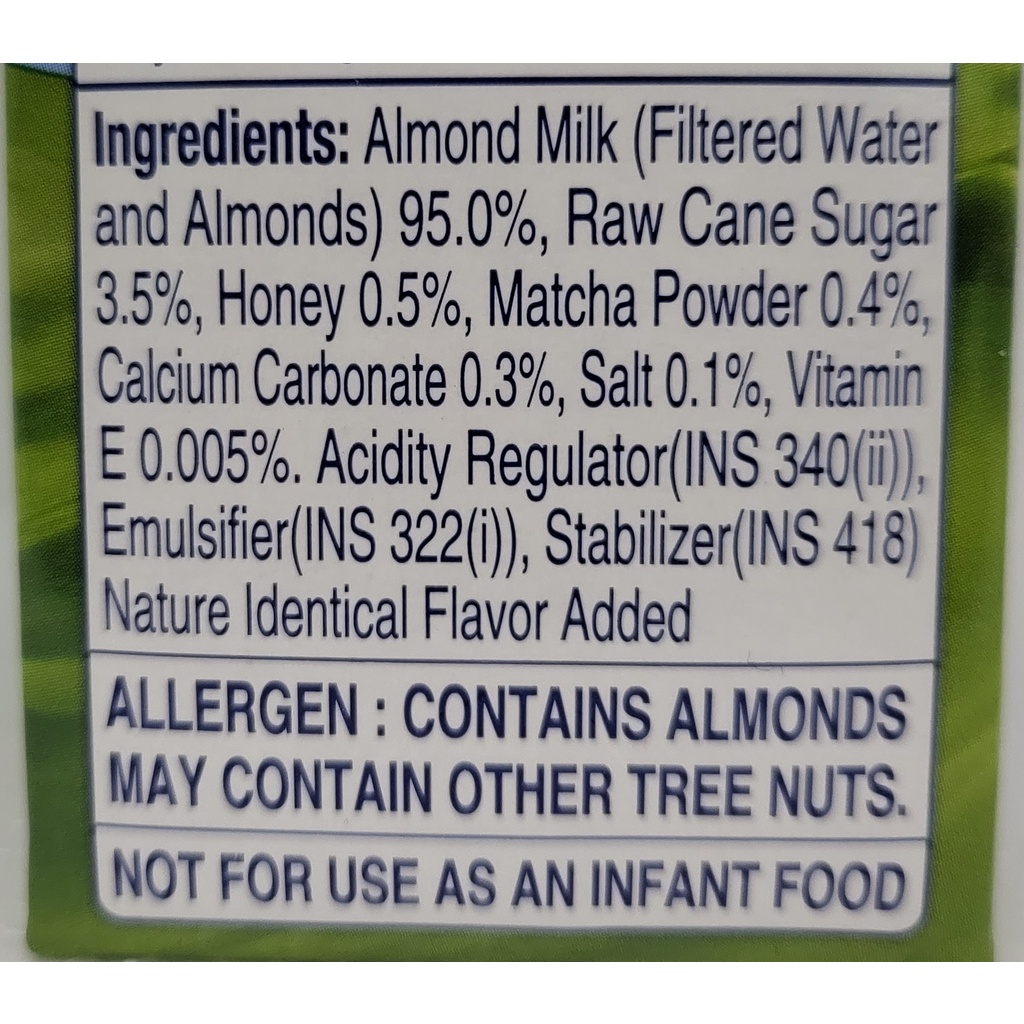 Ingredients: Almond Milk (Filtered Water
and Almonds) 95.0%, Raw Cane Sugar
3.5%, Honey 0.5%, Matcha Powder 0.4%,
Calcium Carbonate 0.3%, Salt 0.1%, Vitamin
E 0.005%. Acidity Regulator(INS 340(ii)),
Emulsifier(INS 322(i)), Stabilizer(INS 418)
Nature Identical Flavor Added
ALLERGEN : CONTAINS ALMONDS
MAY CONTAIN OTHER TREE NUTS.
NOT FOR USE AS AN INFANT FOOD